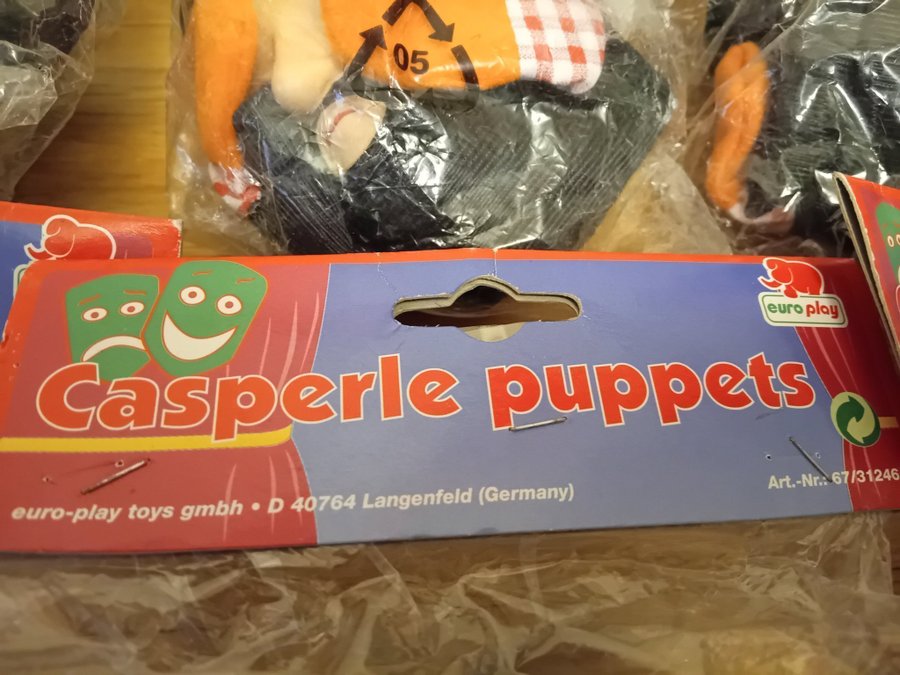 05
euro play
Casperle puppets
Art.-Nr.: 67/31246
euro-play toys gmbh • D 40764 Langenfeld (Germany)